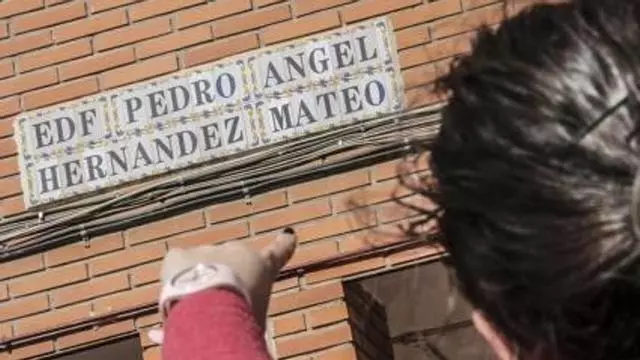 EDF PEDRO ANGEL
HERNANDEZ MATEO